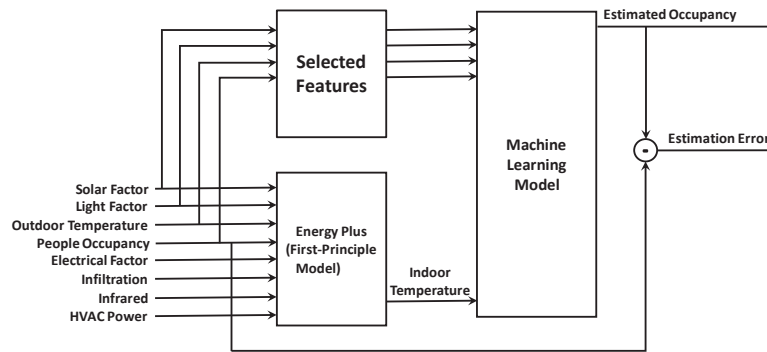 Estimated Occupancy
Selected
Features
Machine
Learning
Model
-
Estimation Error
Solar Factor
Light Factor
Outdoor Temperature
People Occupancy
Electrical Factor
Infiltration
Infrared
HVAC Power
Energy Plus
(First-Principle
Model)
Indoor
Temperature